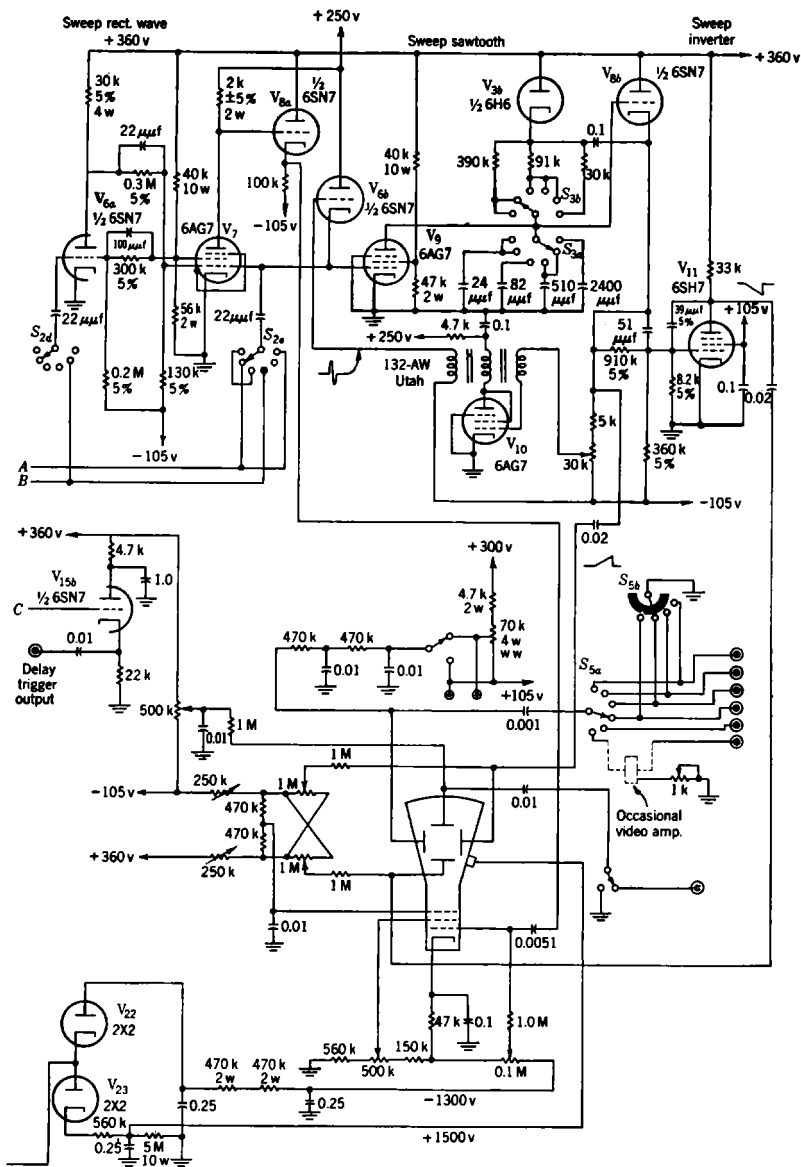 + 250 v
Sweep rect. wave
+ 360 v
Sweep sawtooth
Sweep
inverter
+ 360 v
30 k
5%
4 w
22 μμf
0.3 M
5%
40 k
10 w
2 k
±5%
2 w
V8a
½
6SN7
100 k
−105 v
V6b
½ 6SN7
40 k
10 w
V3b
½ 6H6
V8b
½ 6SN7
390 k
91 k
0.1
30 k
S3b
V6a
½ 6SN7
100 μμf
300 k
5%
V7
6AG7
V9
6AG7
S3a
V11
6SH7
33 k
+105 v
22 μμf
S2d
56 k
2 w
22 μμf
S2e
47 k
2 w
24
μμf
82
μμf
510
μμf
2400
μμf
0.1
4.7 k
+ 250 v
132-AW
Utah
51
μμf
910 k
5%
39 μμf
5%
8.2 k
5%
0.1
0.02
0.2 M
5%
130 k
5%
−105 v
V10
6AG7
5 k
30 k
360 k
5%
−105 v
A
B
+360 v
4.7 k
V15b
½ 6SN7
1.0
C
0.01
Delay
trigger
output
22 k
+300 v
4.7 k
2 w
70 k
4 w
w w
+105 v
470 k
470 k
0.01
0.01
0.001
0.02
S5b
S5a
500 k
0.01
1 M
−105 v
250 k
470 k
470 k
1 M
1 M
+360 v
250 k
1 M
1 M
0.01
0.01
0.0051
1 k
Occasional
video amp.
V22
2X2
V23
2X2
560 k
0.25
5 M
10 w
0.25
470 k
2 w
470 k
2 w
0.25
560 k
500 k
150 k
47 k
0.1
1.0 M
0.1 M
−1300 v
+1500 v